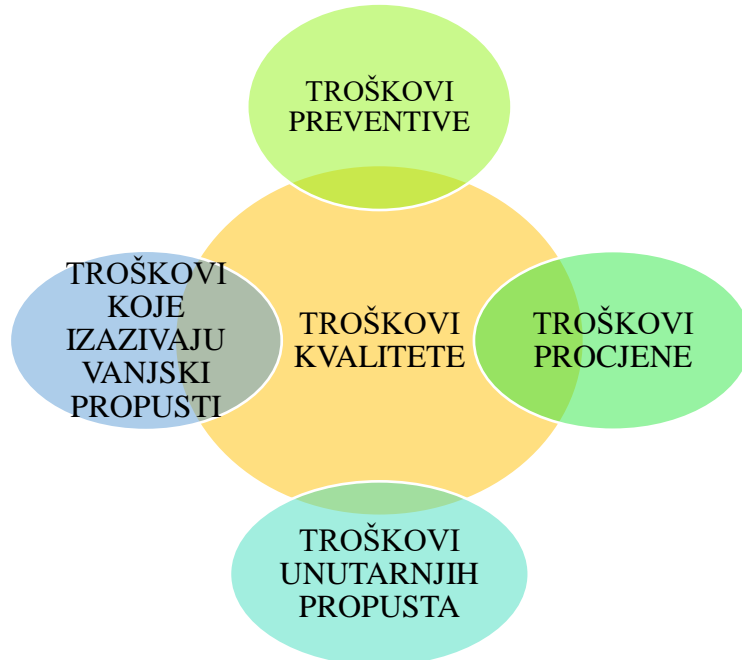 TROŠKOVI
PREVENTIVE
TROŠKOVI
KOJE
IZAZIVAJU
VANJSKI
PROPUSTI
TROŠKOVI
KVALITETE
TROŠKOVI
PROCJENE
TROŠKOVI
UNUTARNJIH
PROPUSTA